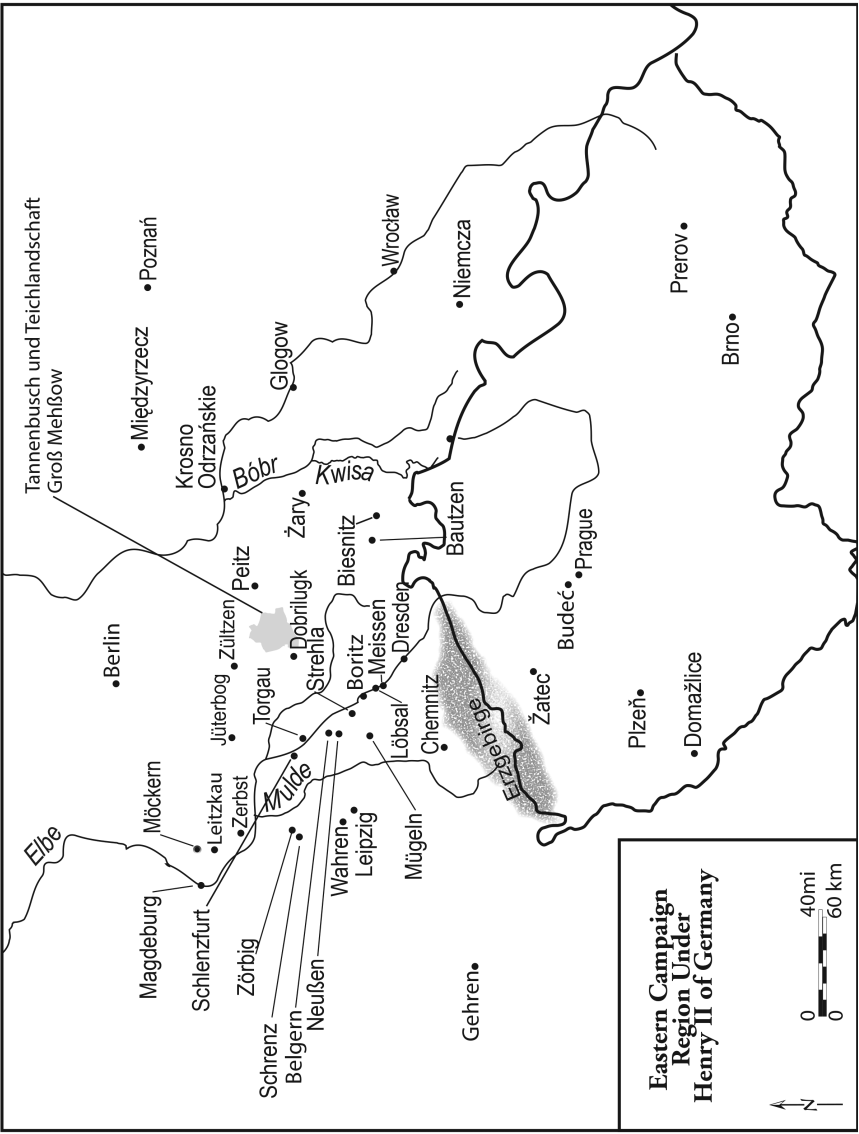 Tannenbusch und Teichlandschaft
Groß Mehßow
Poznań
Międzyrzecz
Wrocław
Niemcza
Prerov
Brno
Glogow
Krosno
Odrzańskie
Bóbr
Kwisa
Żary
Biesnitz
Bautzen
Peitz
Berlin
Zültzen
Dobrilugk
Jüterbog
Torgau
Strehla
Boritz
Meissen
Dresden
Löbsal
Chemnitz
Erzgebirge
Prague
Budeć
Žatec
Plzeň
Domažlice
Elbe
Möckern
Leitzkau
Zerbst
Mulde
Magdeburg
Schlenzfurt
Zörbig
Schrenz
Belgern
Neußen
Wahren
Leipzig
Mügeln
Gehren
Eastern Campaign
Region Under
Henry II of Germany
0 40mi
0 60 km
N